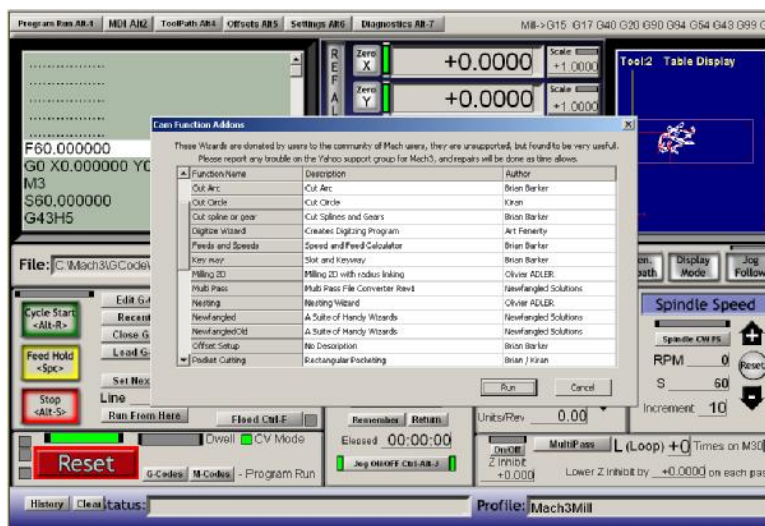 Program Run Alt-1 MDI Alt2 ToolPath Alt4 Offsets Alt5 Settings Alt6 Diagnostics Alt-7 Mill->G15 G17 G40 G20 G90 G94 G54 G43 G99
Zero X +0.0000 Scale +1.0000
Zero Y +0.0000 Scale +1.0000
Tool:2 Table Display
F60.000000
G0 X0.000000
M3
S60.000000
G43H5
Cam Function Addons X
These Wizards are donated by users to the community of Mach users, they are unsupported, but found to be very useful.
Please report any trouble on the Yahoo support group for Mach3, and repairs will be done as time allows.
Function Name Description Author
Cut Arc Cut Arc Brian Barker
Cut Circle Cut Circle Kiran
Cut spline or gear Cut Splines and Gears Brian Barker
Digitize Wizard Creates Digitzing Program Art Fenerty
Feeds and Speeds Speed and Feed Calculator Brian Barker
Key way Slot and Keyway Brian Barker
Milling 2D Milling 2D with radius linking Olivier ADLER
Multi Pass Multi Pass File Converter Rev1 Newfangled Solutions
Nesting Nesting Wizard Olivier ADLER
Newfangled A Suite of Handy Wizards Newfangled Solutions
NewfangledOld A Suite of Handy Wizards Newfangled Solutions
Offset Setup No Description Brian Barker
Pocket Cutting Rectangular Pocketing Brian / Kiran
Run Cancel
File: C:\Mach3\GCode\
Display Mode
Jog Follow
Cycle Start <Alt-R>
Feed Hold <Spc>
Stop <Alt-S>
Edit G
Recent
Close G
Load G
Set Nex
Line
Run From Here
Flood Ctrl-F
Dwell CV Mode
Reset
G-Codes M-Codes - Program Run
Remember Return
Elapsed 00:00:00
Jog ON/OFF Ctrl-Alt-J
Units/Rev 0.00
Spindle Speed
Spindle CW F5
RPM 0
Reset
S 60
Increment 10
On/Off
Z Inhibit
+0.000
MultiPass L (Loop) +0 Times on M30
Lower Z Inhibit by +0.0000 on each pas
History Clear Status:
Profile: Mach3Mill